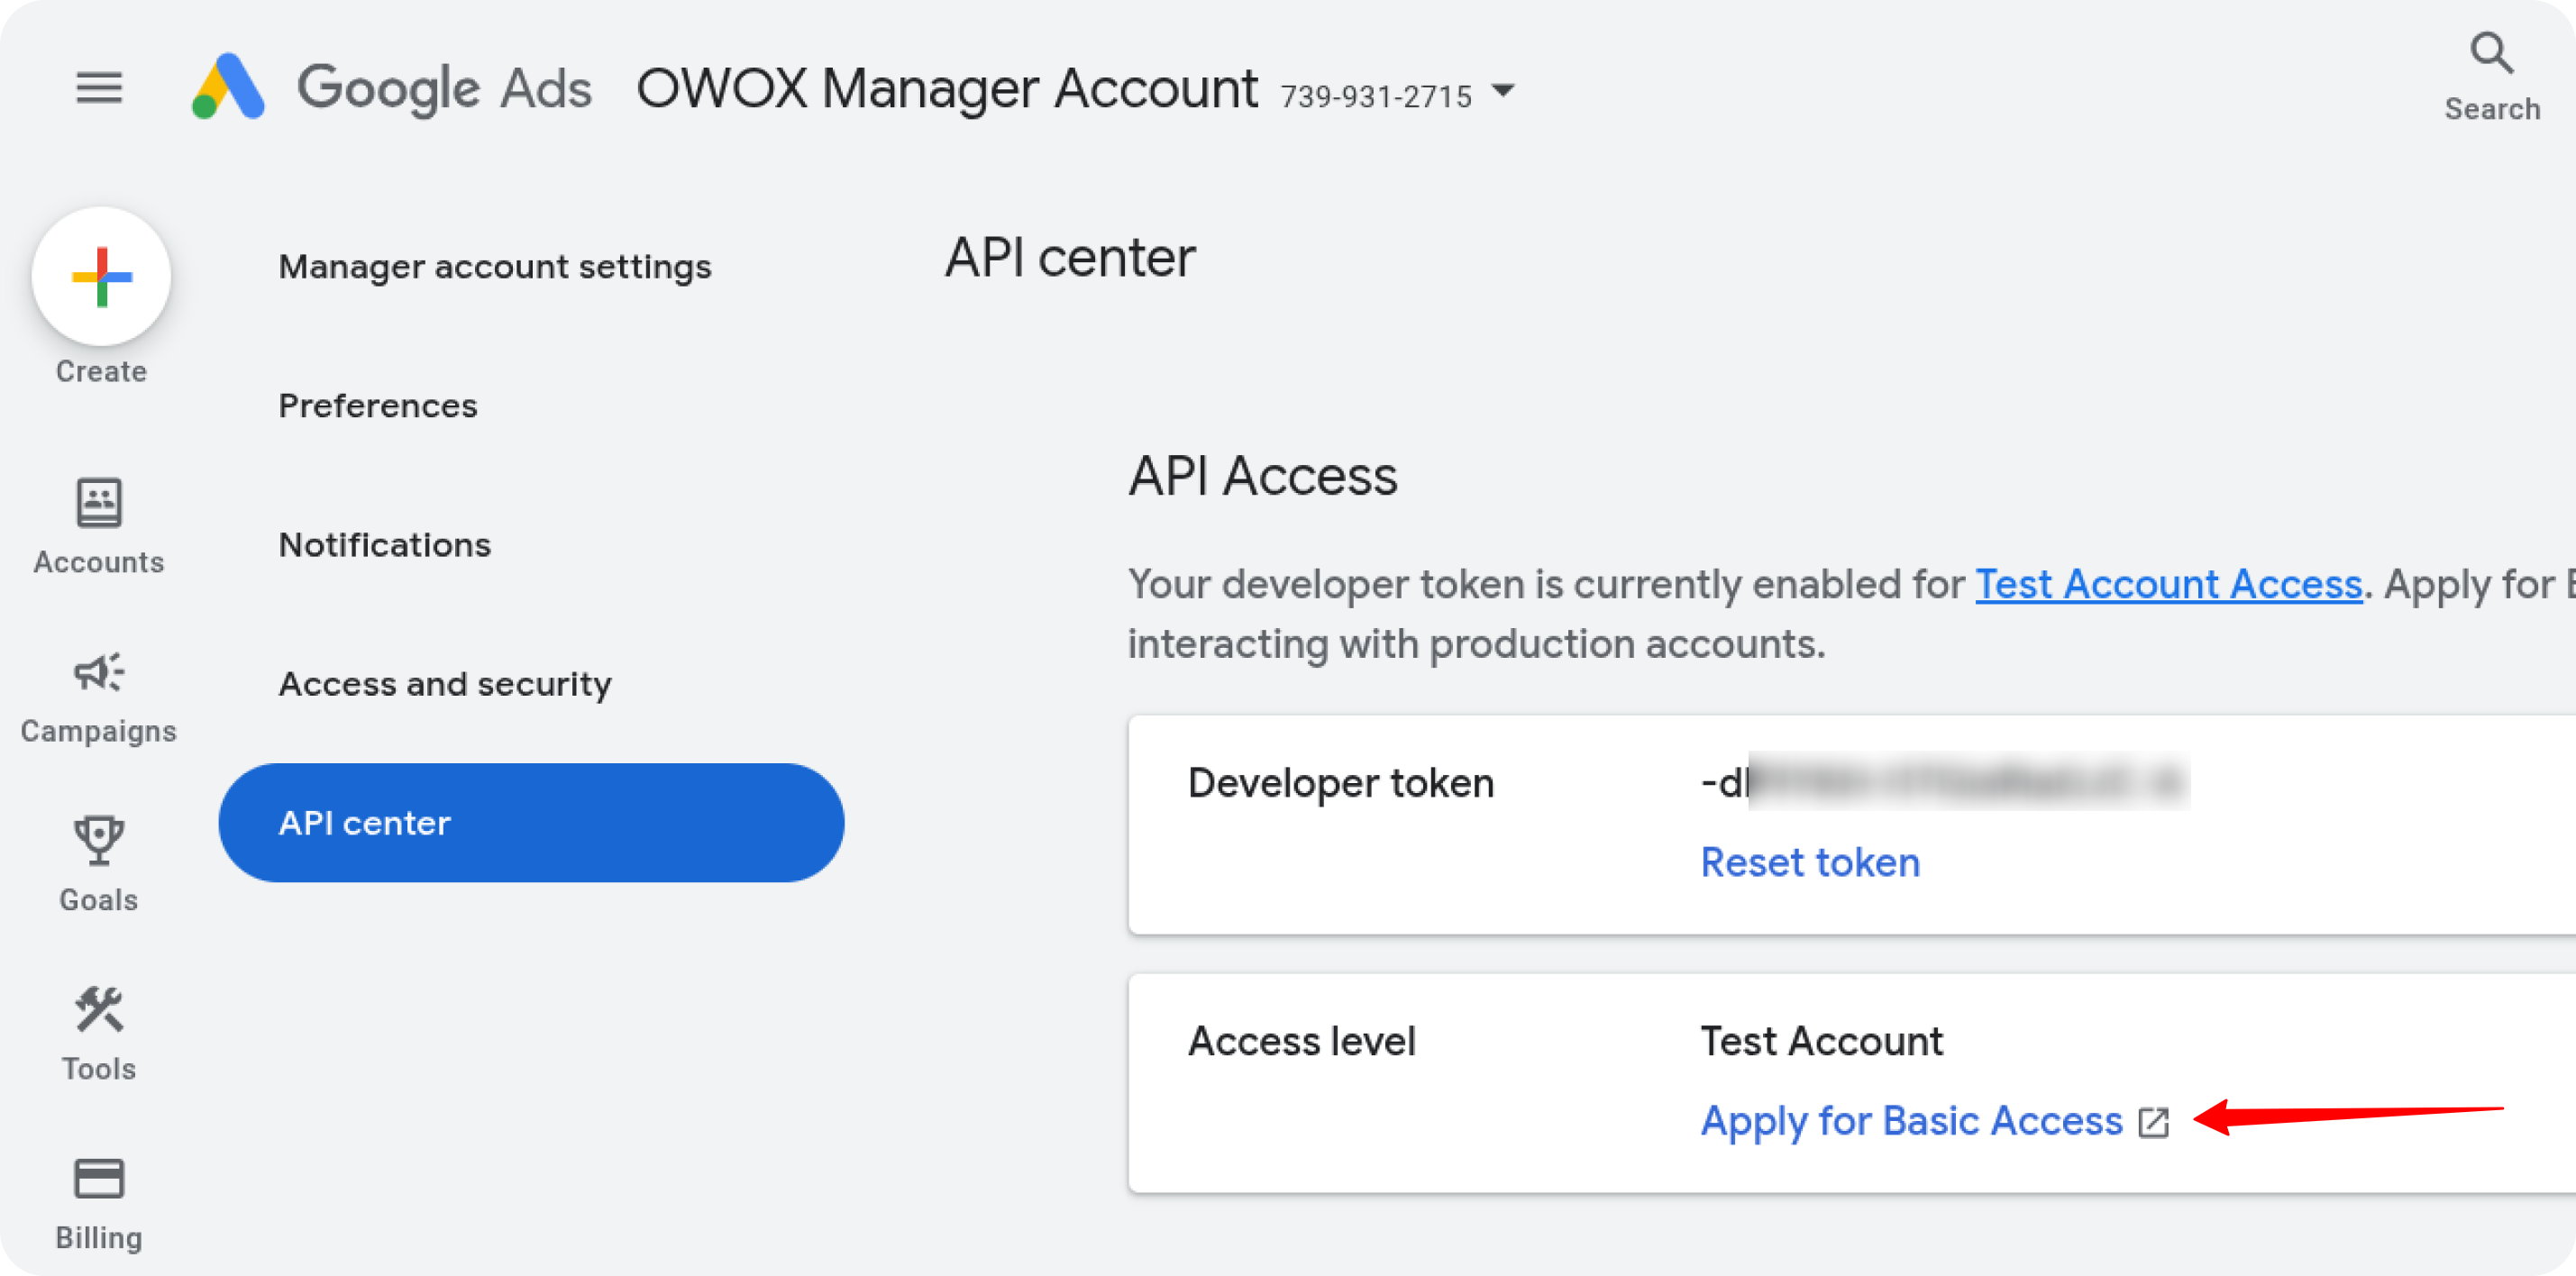 Google Ads OWOX Manager Account 739-931-2715
Search
Create
Accounts
Campaigns
Goals
Tools
Billing
Manager account settings
Preferences
Notifications
Access and security
API center
API center
API Access
Your developer token is currently enabled for Test Account Access. Apply for
interacting with production accounts.
Developer token
Reset token
Access level Test Account
Apply for Basic Access